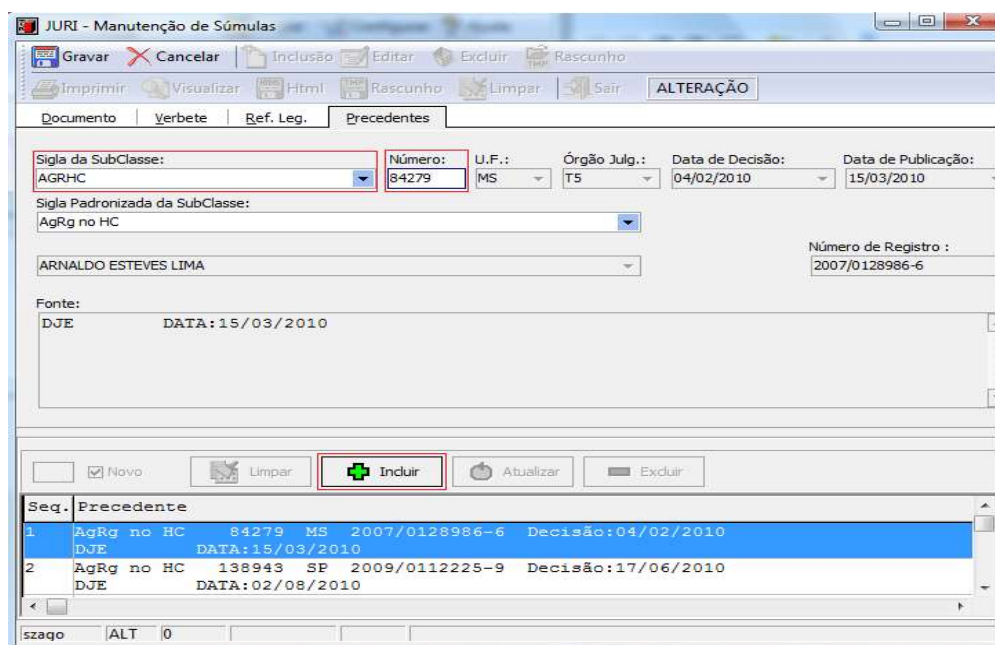 JURI - Manutenção de Súmulas
Gravar Cancelar Inclusão Editar Excluir Rascunho
Imprimir Visualizar Html Rascunho Limpar Sair ALTERAÇÃO
Documento Verbete Ref. Leg. Precedentes
Sigla da SubClasse: Número: U.F.: Órgão Julg.: Data de Decisão: Data de Publicação:
AGRHC 84279 MS T5 04/02/2010 15/03/2010
Sigla Padronizada da SubClasse:
AgRg no HC
Número de Registro :
ARNALDO ESTEVES LIMA 2007/0128986-6
Fonte:
DJE DATA:15/03/2010
Novo Limpar Incluir Atualizar Excluir
Seq. Precedente
1 AgRg no HC 84279 MS 2007/0128986-6 Decisão:04/02/2010
DJE DATA:15/03/2010
2 AgRg no HC 138943 SP 2009/0112225-9 Decisão:17/06/2010
DJE DATA:02/08/2010
szago ALT 0